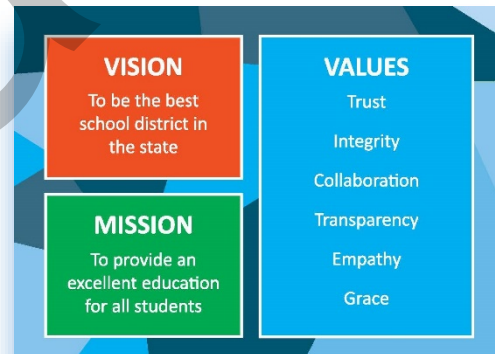 VISION
To be the best
school district in
the state
MISSION
To provide an
excellent education
for all students
VALUES
Trust
Integrity
Collaboration
Transparency
Empathy
Grace